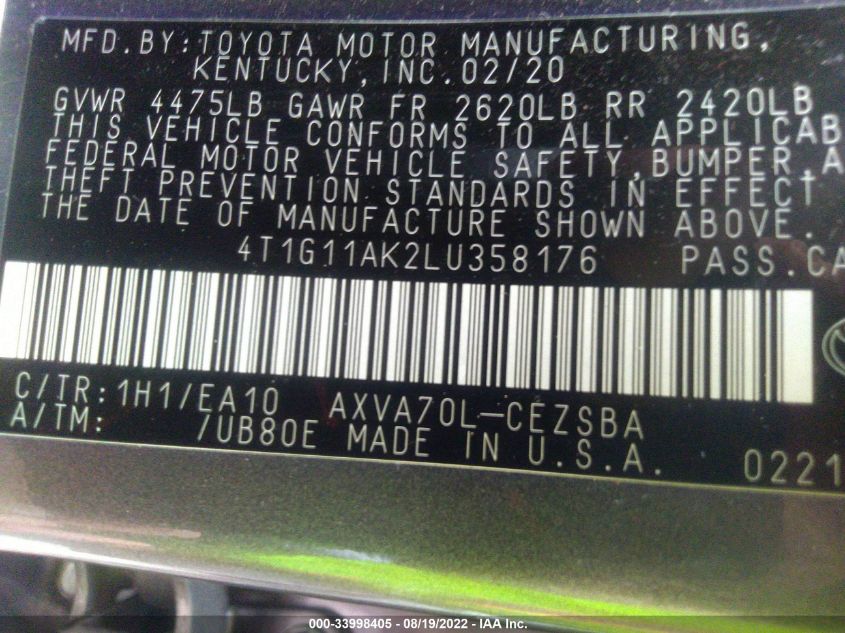 MFD.BY:TOYOTA MOTOR MANUFACTURING,
KENTUCKY,INC.02/20
GVWR 4475LB GAWR FR 2620LB RR 2420LB
THIS VEHICLE CONFORMS TO ALL APPLICAB
FEDERAL MOTOR VEHICLE SAFETY,BUMPER,A
THEFT PREVENTION STANDARDS IN EFFECT
THE DATE OF MANUFACTURE SHOWN ABOVE.
4T1G11AK2LU358176 PASS.CA
C/TR:1H1/EA10 AXVA70L-CEZSBA
A/TM: /UB80E MADE IN U.S.A. 0221
000-33998405 - 08/19/2022 - IAA Inc.